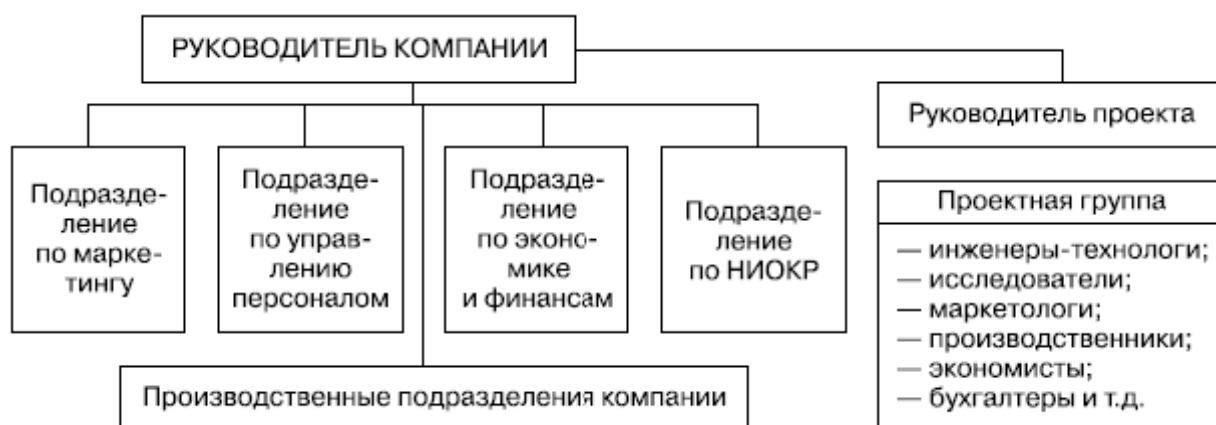 РУКОВОДИТЕЛЬ КОМПАНИИ
Руководитель проекта
Подразде-
ление
по марке-
тингу
Подразде-
ление
по управ-
лению
персоналом
Подразде-
ление
по эконо-
мике
и финансам
Подразде-
ление
по НИОКР
Производственные подразделения компании
Проектная группа
— инженеры-технологи;
— исследователи;
— маркетологи;
— производственники;
— экономисты;
— бухгалтеры и т.д.